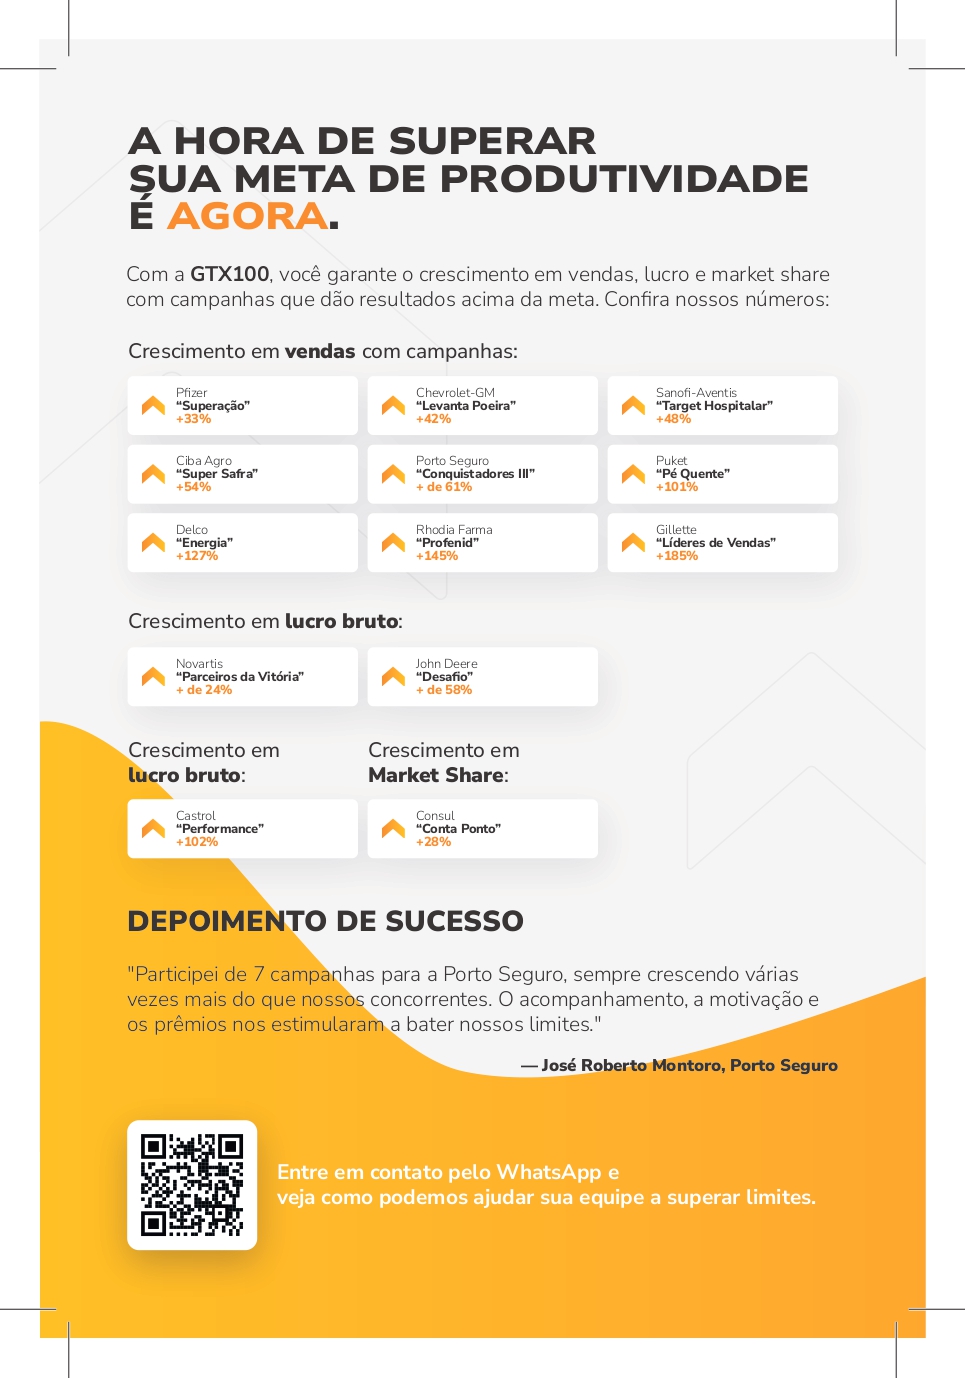 A HORA DE SUPERAR
SUA META DE PRODUTIVIDADE
É AGORA.
Com a GTX100, você garante o crescimento em vendas, lucro e market share
com campanhas que dão resultados acima da meta. Confira nossos números:
Crescimento em vendas com campanhas:
Pfizer
“Superação”
+33%
Chevrolet-GM
“Levanta Poeira”
+42%
Sanofi-Aventis
“Target Hospitalar”
+48%
Ciba Agro
“Super Safra”
+54%
Porto Seguro
“Conquistadores III”
+ de 61%
Puket
“Pé Quente”
+101%
Delco
“Energia”
+127%
Rhodia Farma
“Profenid”
+145%
Gillette
“Líderes de Vendas”
+185%
Crescimento em lucro bruto:
Novartis
“Parceiros da Vitória”
+ de 24%
John Deere
“Desafio”
+ de 58%
Crescimento em
lucro bruto:
Castrol
“Performance”
+102%
Crescimento em
Market Share:
Consul
“Conta Ponto”
+28%
DEPOIMENTO DE SUCESSO
"Participei de 7 campanhas para a Porto Seguro, sempre crescendo várias
vezes mais do que nossos concorrentes. O acompanhamento, a motivação e
os prêmios nos estimularam a bater nossos limites."
— José Roberto Montoro, Porto Seguro
Entre em contato pelo WhatsApp e
veja como podemos ajudar sua equipe a superar limites.